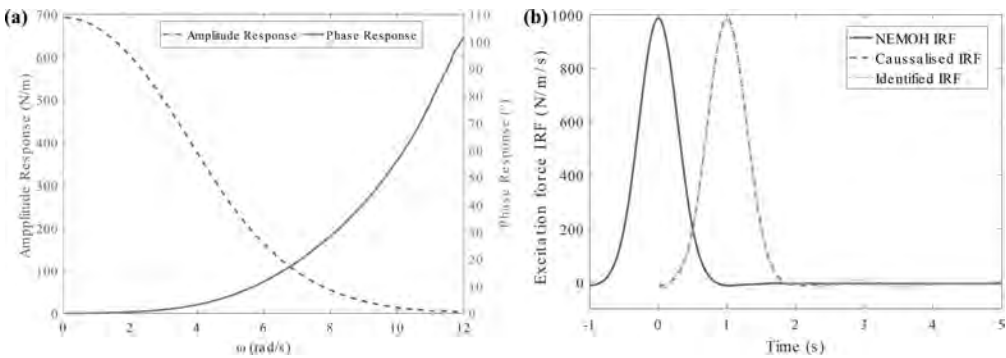 (a)
700
600
500
400
300
200
100
0
Amppplitude Response (N/m)
Amplitude Response
Phase Response
110
100
90
80
70
60
50
40
30
20
10
0
Phase Response (°)
0 2 4 6 8 10 12
ω (rad/s)
(b)
1000
800
600
400
200
0
Excitation force IRF (N/m/s)
NEMOH IRF
Caussalised IRF
Identified IRF
-1 0 1 2 3 4 5
Time (s)